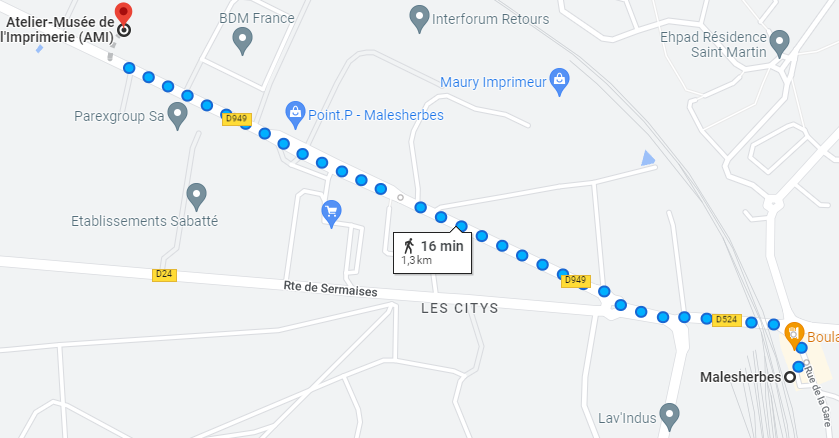 Atelier-Musée de
l'Imprimerie (AMI)
BDM France
Interforum Retours
Ehpad Résidence
Saint Martin
Maury Imprimeur
Parexgroup Sa
D949
Point.P - Malesherbes
Etablissements Sabatté
16 min
1,3 km
D24
Rte de Sermaises
D949
LES CITYS
D524
Boula
Malesherbes
Rue de la Gare
Lav'Indus